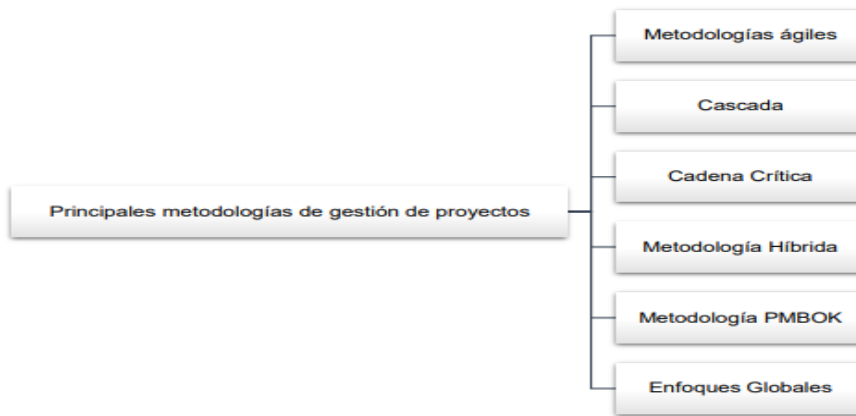 Metodologías ágiles
Cascada
Cadena Crítica
Principales metodologías de gestión de proyectos
Metodología Híbrida
Metodología PMBOK
Enfoques Globales